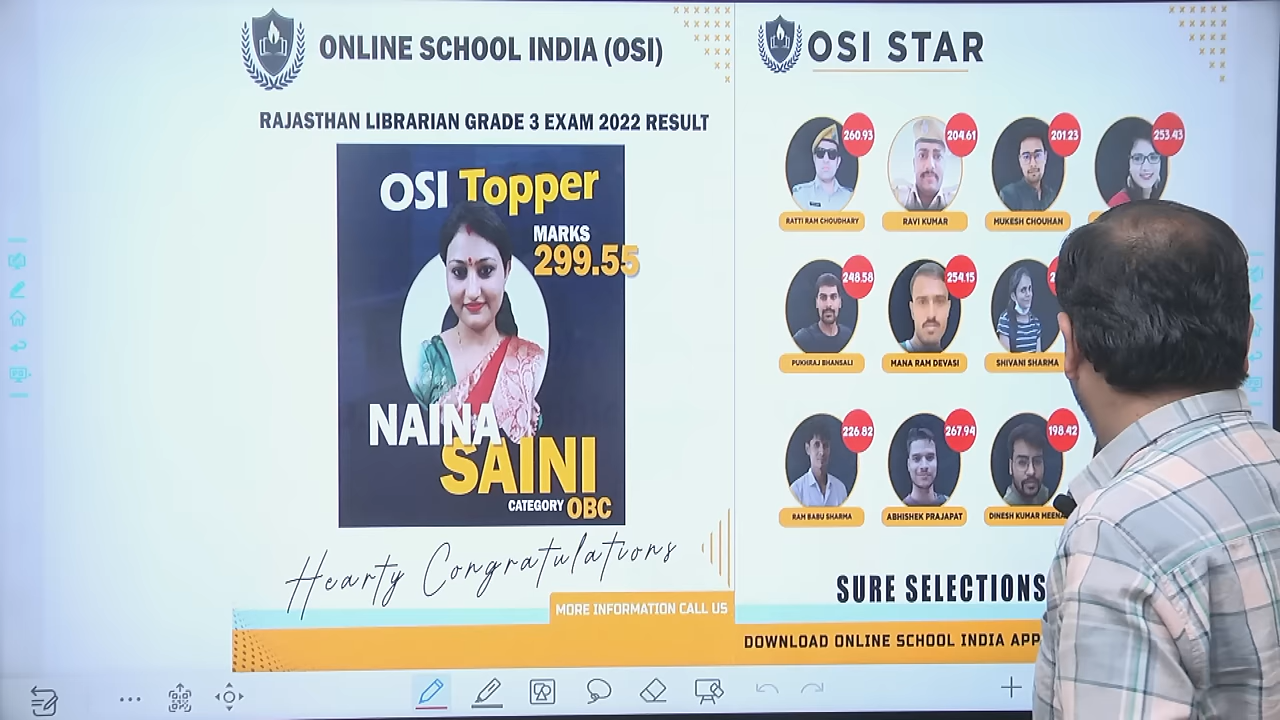 ONLINE SCHOOL INDIA (OSI)
RAJASTHAN LIBRARIAN GRADE 3 EXAM 2022 RESULT
OSI Topper
MARKS
299.55
NAINA
SAINI
CATEGORY OBC
Hearty Congratulations
MORE INFORMATION CALL US
OSI STAR
260.93
204.61
201.23
253.43
RATTI RAM CHOUDHARY
RAVI KUMAR
MUKESH CHOUHAN
248.58
254.15
PUKHRAJ BHANSALI
MANA RAM DEVASI
SHIVANI SHARMA
226.82
267.94
198.42
RAM BABU SHARMA
ABHISHEK PRAJAPAT
DINESH KUMAR MEENA
SURE SELECTIONS
DOWNLOAD ONLINE SCHOOL INDIA APP